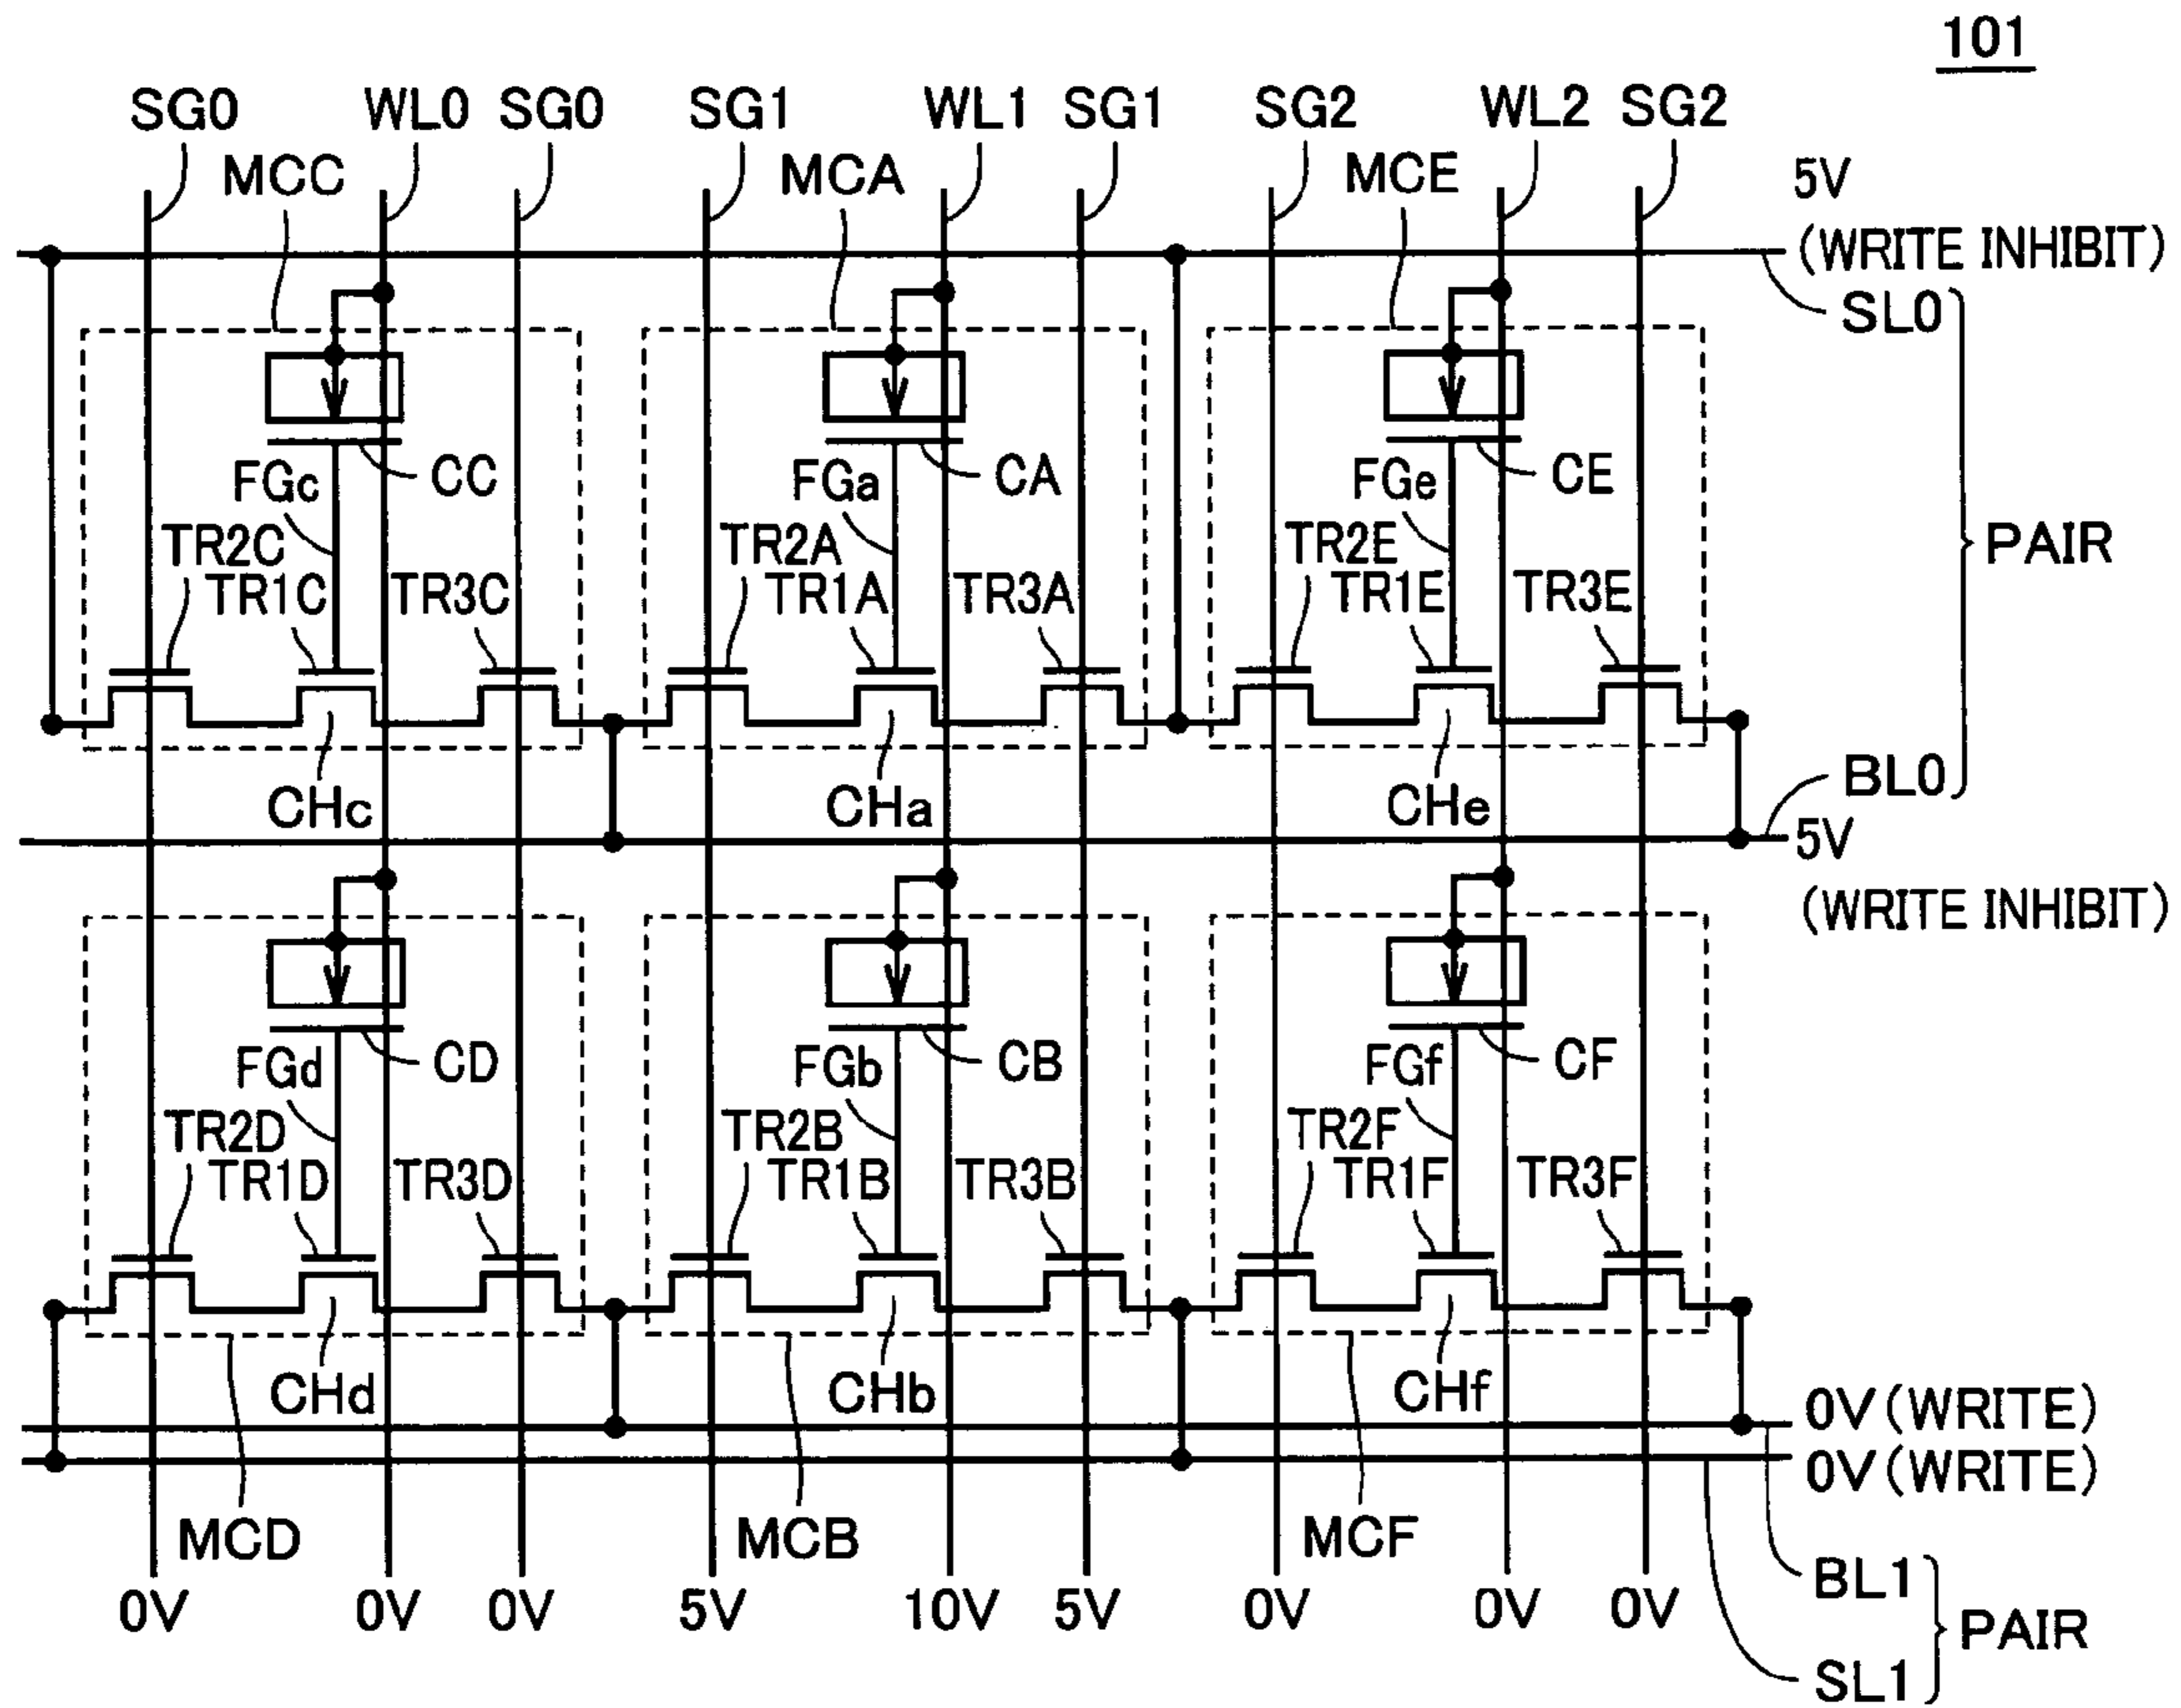 101
SG0 WL0 SG0 SG1 WL1 SG1 SG2 WL2 SG2
MCC MCA MCE 5V
(WRITE INHIBIT)
SL0
FGc CC FGa CA FGe CE
TR2C TR2A TR2E PAIR
TR1C TR3C TR1A TR3A TR1E TR3E
CHc CHa CHe BL0
5V
(WRITE INHIBIT)
FGd CD FGb CB FGf CF
TR2D TR2B TR2F
TR1D TR3D TR1B TR3B TR1F TR3F
CHd CHb CHf 0V (WRITE)
0V (WRITE)
MCD MCB MCF
0V 0V 0V 5V 10V 5V 0V 0V 0V BL1
PAIR
SL1